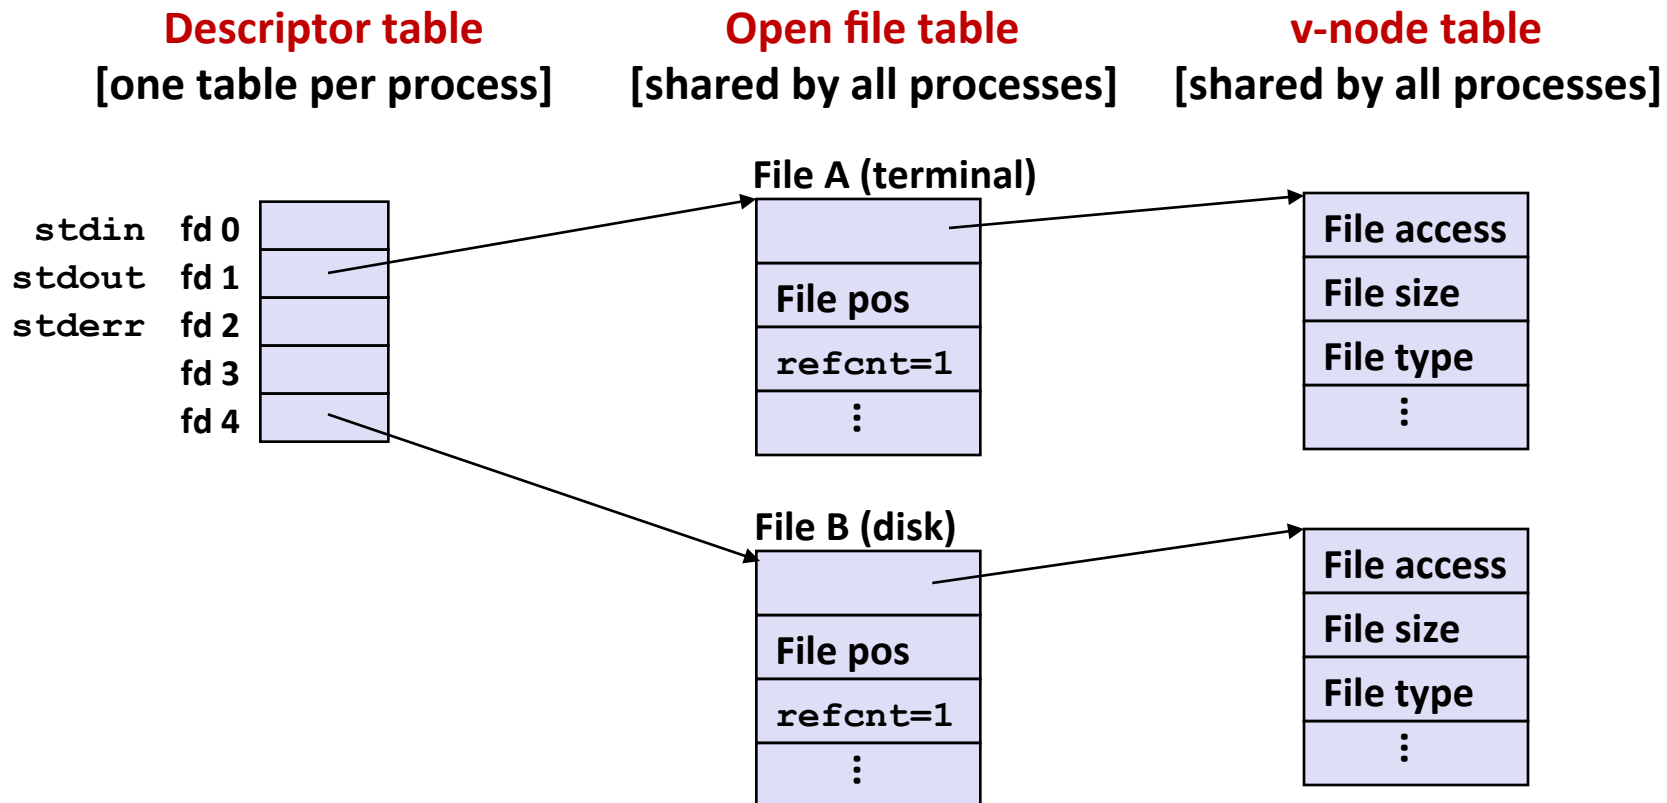 Descriptor table
[one table per process]
Open file table
[shared by all processes]
v-node table
[shared by all processes]
stdin fd 0
stdout fd 1
stderr fd 2
fd 3
fd 4
File A (terminal)
File pos
refcnt=1
⋮
File access
File size
File type
⋮
File B (disk)
File pos
refcnt=1
⋮
File access
File size
File type
⋮